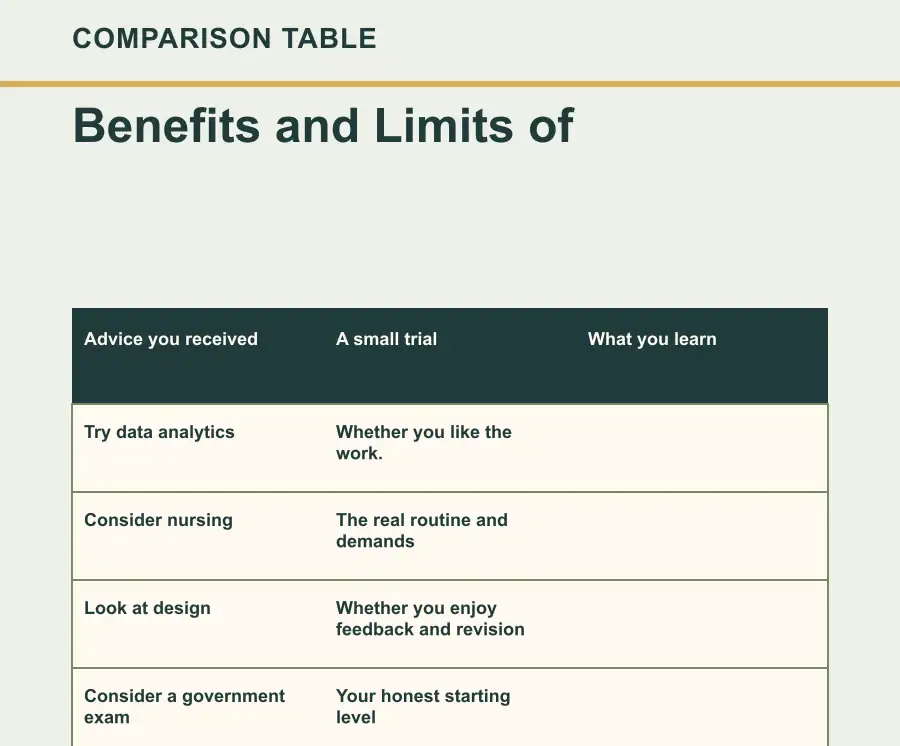 COMPARISON TABLE
Benefits and Limits of
Advice you received
A small trial
What you learn
Try data analytics
Whether you like the
work.
Consider nursing
The real routine and
demands
Look at design
Whether you enjoy
feedback and revision
Consider a government
exam
Your honest starting
level